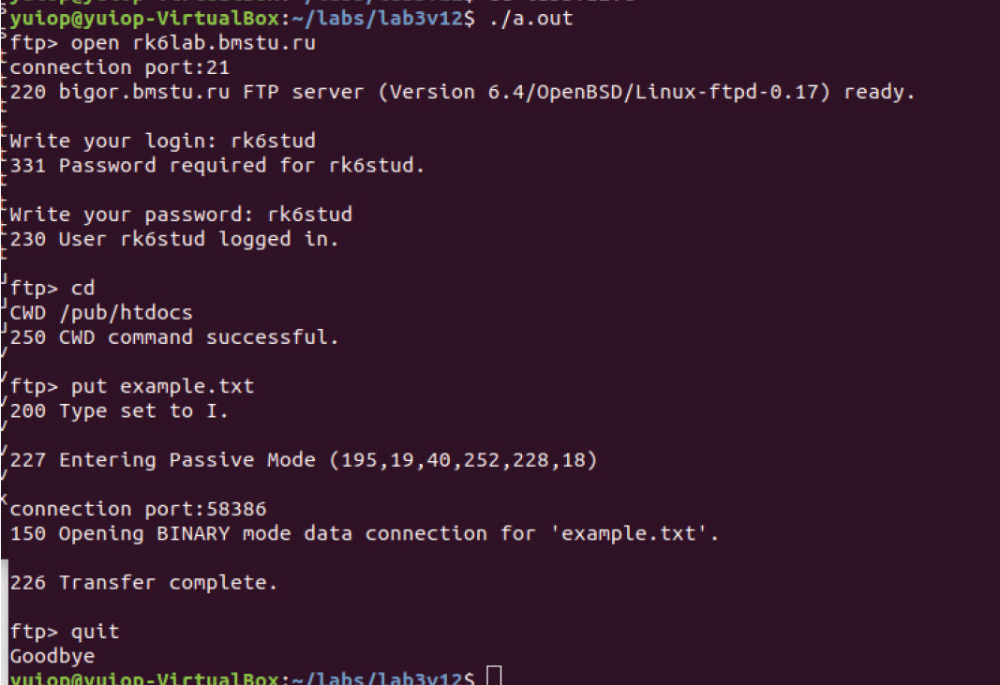 yuiop@yuiop-VirtualBox:~/labs/lab3v12$ ./a.out
ftp> open rk6lab.bmstu.ru
connection port:21
220 bigor.bmstu.ru FTP server (Version 6.4/OpenBSD/Linux-ftpd-0.17) ready.
Write your login: rk6stud
331 Password required for rk6stud.
Write your password: rk6stud
230 User rk6stud logged in.
ftp> cd
CWD /pub/htdocs
250 CWD command successful.
ftp> put example.txt
200 Type set to I.
227 Entering Passive Mode (195,19,40,252,228,18)
connection port:58386
150 Opening BINARY mode data connection for 'example.txt'.
226 Transfer complete.
ftp> quit
Goodbye
yuiop@yuiop-VirtualBox:~/labs/lab3v12$